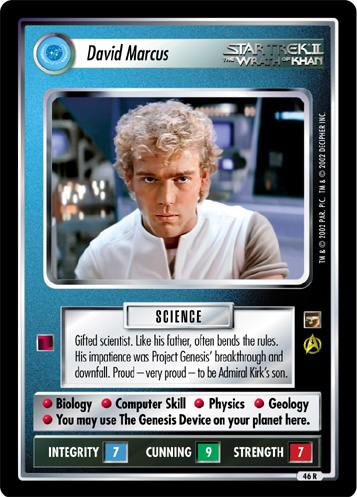 David Marcus
STAR TREK II
THE WRATH OF KHAN
TM & © 2002 PAR. PIC. TM & © 2002 DECIPHER INC.
SCIENCE
Gifted scientist. Like his father, often bends the rules.
His impatience was Project Genesis' breakthrough and
downfall. Proud – very proud – to be Admiral Kirk's son.
• Biology • Computer Skill • Physics • Geology
• You may use The Genesis Device on your planet here.
INTEGRITY 7 CUNNING 9 STRENGTH 7
46 R